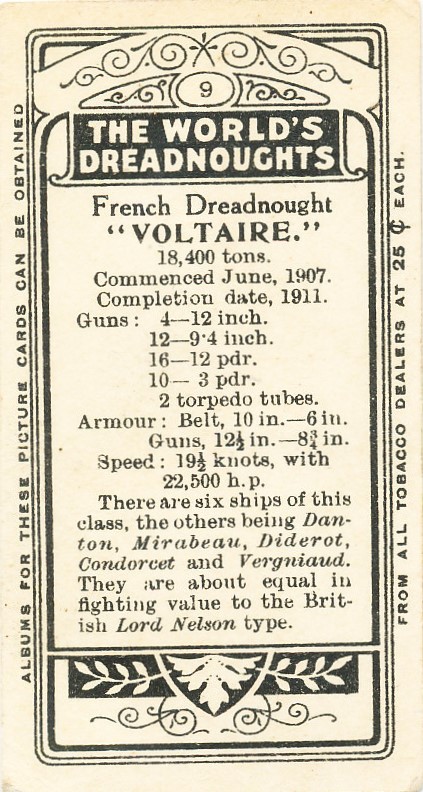 9
THE WORLD'S
DREADNOUGHTS
French Dreadnought
"VOLTAIRE."
18,400 tons.
Commenced June, 1907.
Completion date, 1911.
Guns: 4—12 inch.
12—9·4 inch.
16—12 pdr.
10— 3 pdr.
2 torpedo tubes.
Armour: Belt, 10 in.—6 in.
Guns, 12½ in.—8¾ in.
Speed: 19½ knots, with
22,500 h.p.
There are six ships of this
class, the others being Dan-
ton, Mirabeau, Diderot,
Condorcet and Vergniaud.
They are about equal in
fighting value to the Brit-
ish Lord Nelson type.
ALBUMS FOR THESE PICTURE CARDS CAN BE OBTAINED
FROM ALL TOBACCO DEALERS AT 25 ¢ EACH.